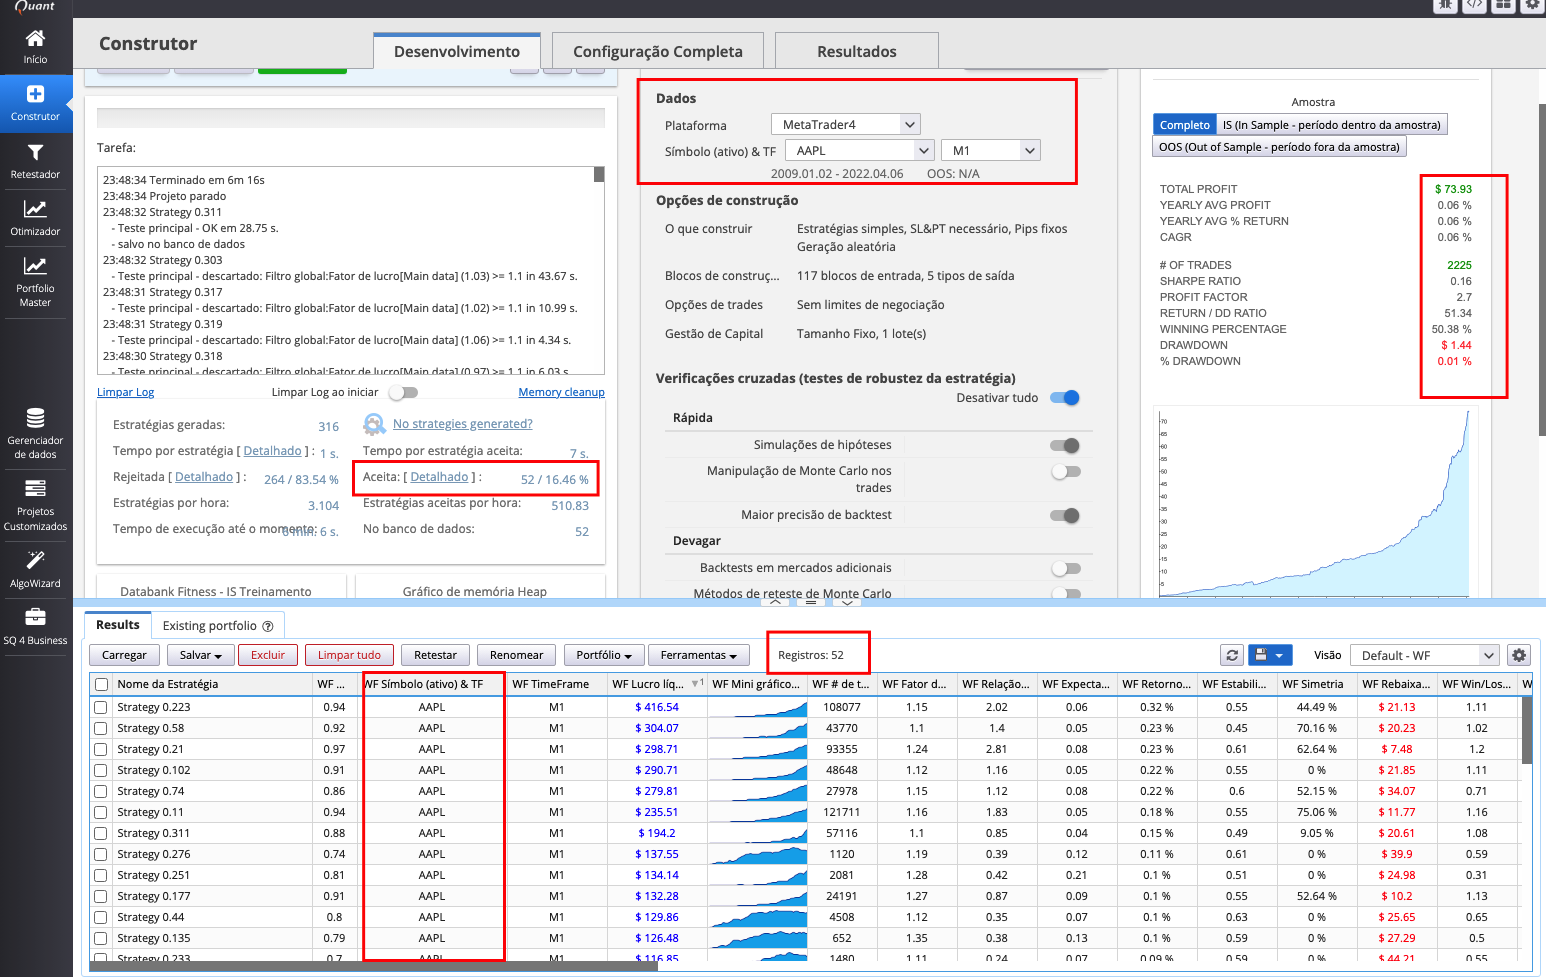 Quant
Início
Construtor
Retestador
Otimizador
Portfolio
Master
Gerenciador
de dados
Projetos
Customizados
AlgoWizard
SQ 4 Business
Construtor
Desenvolvimento
Configuração Completa
Resultados
Tarefa:
23:48:34 Terminado em 6m 16s
23:48:34 Projeto parado
23:48:32 Strategy 0.311
- Teste principal - OK em 28.75 s.
- salvo no banco de dados
23:48:32 Strategy 0.303
- Teste principal - descartado: Filtro global:Fator de lucro[Main data] (1.03) >= 1.1 in 43.67 s.
23:48:31 Strategy 0.317
- Teste principal - descartado: Filtro global:Fator de lucro[Main data] (1.02) >= 1.1 in 10.99 s.
23:48:31 Strategy 0.319
- Teste principal - descartado: Filtro global:Fator de lucro[Main data] (1.06) >= 1.1 in 4.34 s.
23:48:30 Strategy 0.318
- Teste principal - descartado: Filtro global:Fator de lucro[Main data] (0.97) >= 1.1 in 6.03 s.
Limpar Log
Limpar Log ao iniciar
Memory cleanup
Estratégias geradas: 316
No strategies generated?
Tempo por estratégia [ Detalhado ] : 1 s.
Tempo por estratégia aceita: 7 s.
Rejeitada [ Detalhado ] : 264 / 83.54 %
Aceita: [ Detalhado ] : 52 / 16.46 %
Estratégias por hora: 3.104
Estratégias aceitas por hora: 510.83
Tempo de execução até o momento: 6 min. 6 s.
No banco de dados: 52
Databank Fitness - IS Treinamento
Gráfico de memória Heap
Dados
Plataforma MetaTrader4
Símbolo (ativo) & TF AAPL M1
2009.01.02 - 2022.04.06 OOS: N/A
Opções de construção
O que construir Estratégias simples, SL&PT necessário, Pips fixos
Geração aleatória
Blocos de construç... 117 blocos de entrada, 5 tipos de saída
Opções de trades Sem limites de negociação
Gestão de Capital Tamanho Fixo, 1 lote(s)
Verificações cruzadas (testes de robustez da estratégia)
Desativar tudo
Rápida
Simulações de hipóteses
Manipulação de Monte Carlo nos
trades
Maior precisão de backtest
Devagar
Backtests em mercados adicionais
Métodos de reteste de Monte Carlo
Amostra
Completo IS (In Sample - período dentro da amostra)
OOS (Out of Sample - período fora da amostra)
TOTAL PROFIT $ 73.93
YEARLY AVG PROFIT 0.06 %
YEARLY AVG % RETURN 0.06 %
CAGR 0.06 %
# OF TRADES 2225
SHARPE RATIO 0.16
PROFIT FACTOR 2.7
RETURN / DD RATIO 51.34
WINNING PERCENTAGE 50.38 %
DRAWDOWN $ 1.44
% DRAWDOWN 0.01 %
70
65
60
55
50
45
40
35
30
25
20
15
10
5
Results
Existing portfolio
Carregar Salvar Excluir Limpar tudo Retestar Renomear Portfólio Ferramentas Registros: 52 Visão Default - WF
Nome da Estratégia WF ... WF Símbolo (ativo) & TF WF TimeFrame WF Lucro líq... 1 WF Mini gráfico... WF # de t... WF Fator d... WF Relação... WF Expecta... WF Retorno... WF Estabili... WF Simetria WF Rebaixa... WF Win/Los... W
Strategy 0.223 0.94 AAPL M1 $ 416.54 108077 1.15 2.02 0.06 0.32 % 0.55 44.49 % $ 21.13 1.11
Strategy 0.58 0.92 AAPL M1 $ 304.07 43770 1.1 1.4 0.05 0.23 % 0.45 70.16 % $ 20.23 1.02
Strategy 0.21 0.97 AAPL M1 $ 298.71 93355 1.24 2.81 0.08 0.23 % 0.61 62.64 % $ 7.48 1.2
Strategy 0.102 0.91 AAPL M1 $ 290.71 48648 1.12 1.16 0.05 0.22 % 0.55 0 % $ 21.85 1.11
Strategy 0.74 0.86 AAPL M1 $ 279.81 27978 1.15 1.12 0.08 0.22 % 0.6 52.15 % $ 34.07 0.71
Strategy 0.11 0.94 AAPL M1 $ 235.51 121711 1.16 1.83 0.05 0.18 % 0.55 75.06 % $ 11.77 1.16
Strategy 0.311 0.88 AAPL M1 $ 194.2 57116 1.1 0.85 0.04 0.15 % 0.49 9.05 % $ 20.61 1.08
Strategy 0.276 0.74 AAPL M1 $ 137.55 1120 1.19 0.39 0.12 0.11 % 0.61 0 % $ 39.9 0.59
Strategy 0.251 0.81 AAPL M1 $ 134.14 2081 1.28 0.42 0.21 0.1 % 0.51 0 % $ 24.98 0.31
Strategy 0.177 0.91 AAPL M1 $ 132.28 24191 1.27 0.87 0.09 0.1 % 0.55 52.64 % $ 10.2 1.13
Strategy 0.44 0.8 AAPL M1 $ 129.86 4508 1.12 0.35 0.07 0.1 % 0.63 0 % $ 25.65 0.65
Strategy 0.135 0.79 AAPL M1 $ 126.48 652 1.35 0.38 0.13 0.1 % 0.59 0 % $ 27.29 0.5
Strategy 0.233 0.7 AAPL M1 $ 116.85 1480 1.11 0.24 0.07 0.09 % 0.59 0 % $ 44.21 0.55